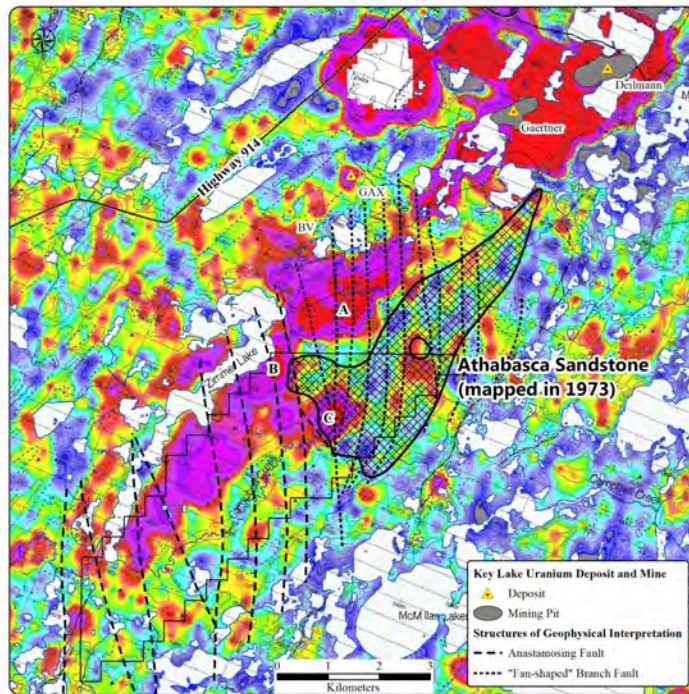 Deilmann
Gaertner
Highway 914
GAX
BV
A
Zimmer Lake
B
Athabasca Sandstone
(mapped in 1973)
C
McMillan Lake
Key Lake Uranium Deposit and Mine
Deposit
Mining Pit
Structures of Geophysical Interpretation
Anastamosing Fault
"Fan-shaped" Branch Fault
0 1 2 3
Kilometers